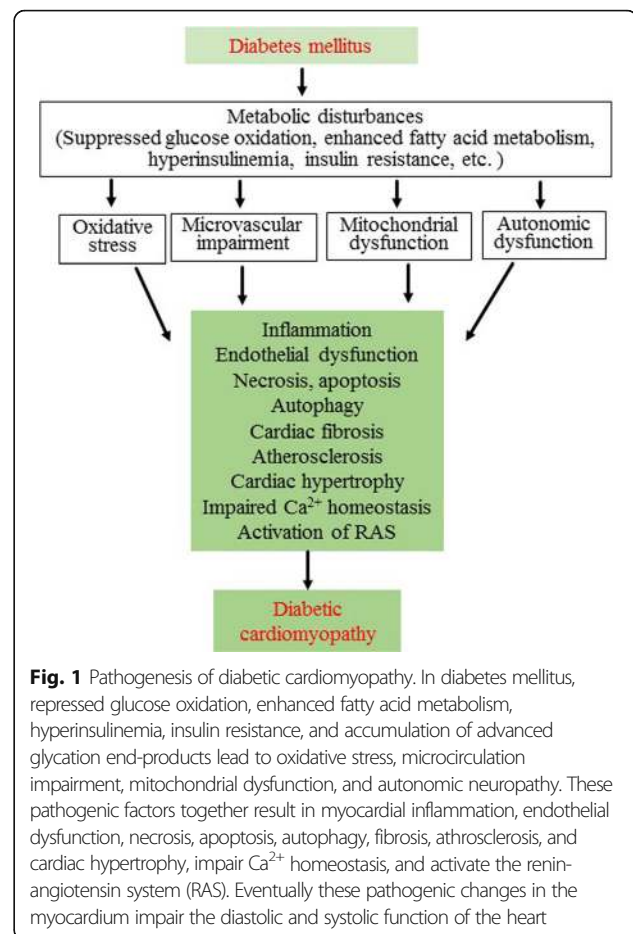 Diabetes mellitus
Metabolic disturbances
(Suppressed glucose oxidation, enhanced fatty acid metabolism,
hyperinsulinemia, insulin resistance, etc. )
Oxidative
stress
Microvascular
impairment
Mitochondrial
dysfunction
Autonomic
dysfunction
Inflammation
Endothelial dysfunction
Necrosis, apoptosis
Autophagy
Cardiac fibrosis
Atherosclerosis
Cardiac hypertrophy
Impaired Ca²⁺ homeostasis
Activation of RAS
Diabetic
cardiomyopathy
Fig. 1 Pathogenesis of diabetic cardiomyopathy. In diabetes mellitus,
repressed glucose oxidation, enhanced fatty acid metabolism,
hyperinsulinemia, insulin resistance, and accumulation of advanced
glycation end-products lead to oxidative stress, microcirculation
impairment, mitochondrial dysfunction, and autonomic neuropathy. These
pathogenic factors together result in myocardial inflammation, endothelial
dysfunction, necrosis, apoptosis, autophagy, fibrosis, athrosclerosis, and
cardiac hypertrophy, impair Ca²⁺ homeostasis, and activate the renin-
angiotensin system (RAS). Eventually these pathogenic changes in the
myocardium impair the diastolic and systolic function of the heart